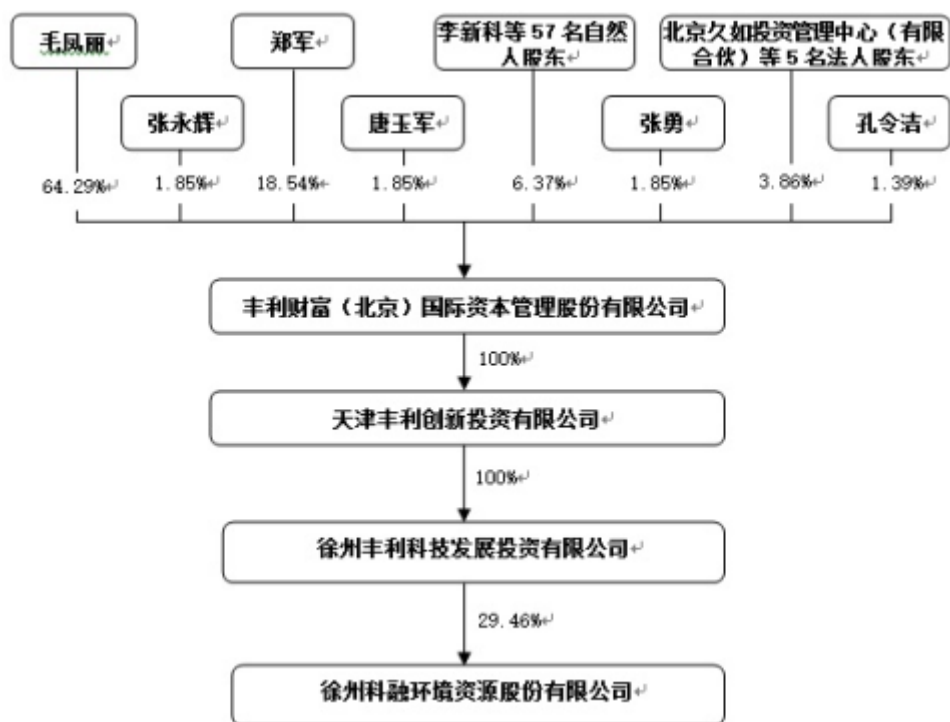 毛凤丽
郑军
李新科等 57 名自然
人股东
北京久如投资管理中心（有限
合伙）等 5 名法人股东
张永辉
唐玉军
张勇
孔令洁
64.29%
1.85%
18.54%
1.85%
6.37%
1.85%
3.86%
1.39%
丰利财富（北京）国际资本管理股份有限公司
100%
天津丰利创新投资有限公司
100%
徐州丰利科技发展投资有限公司
29.46%
徐州科融环境资源股份有限公司